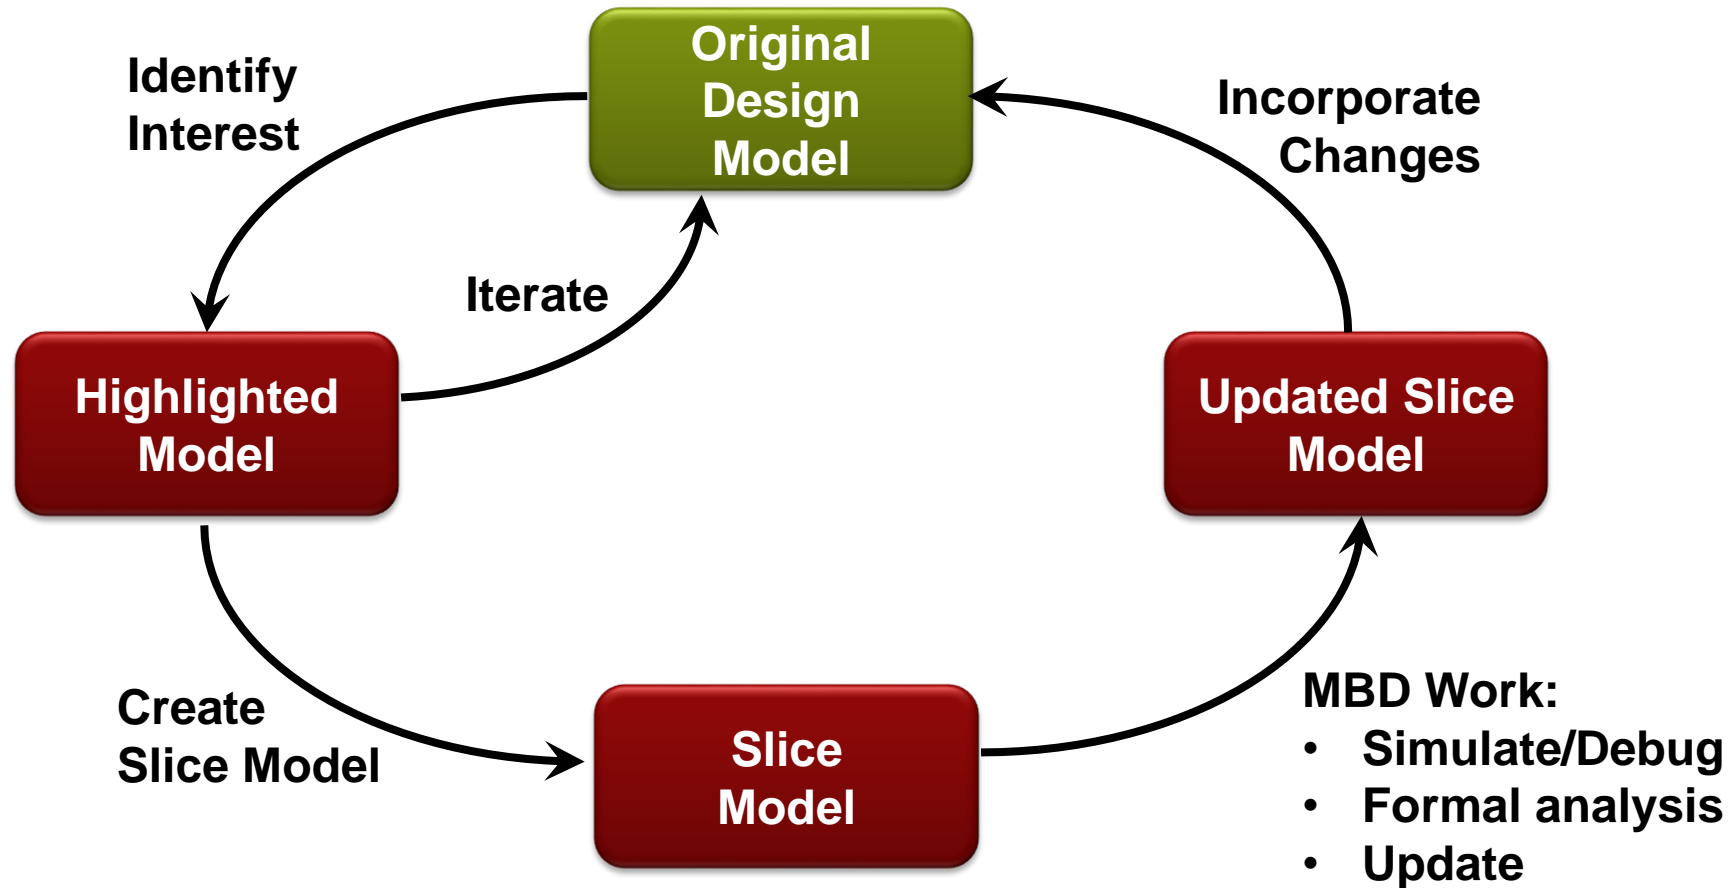 Original
Design
Model
Identify
Interest
Incorporate
Changes
Iterate
Highlighted
Model
Updated Slice
Model
Create
Slice Model
Slice
Model
MBD Work:
• Simulate/Debug
• Formal analysis
• Update